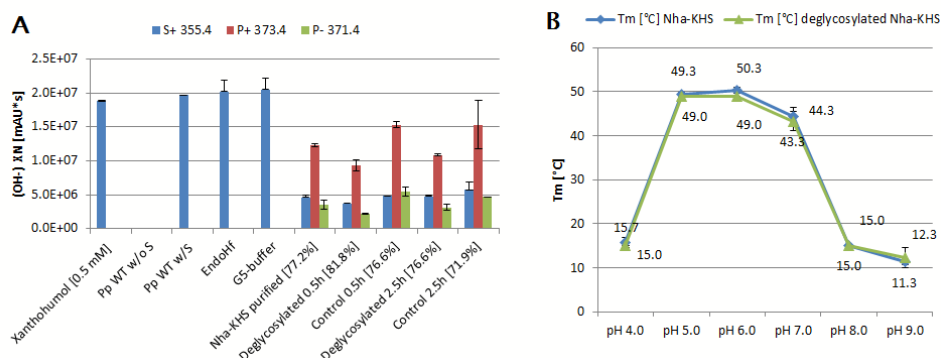 A
S+ 355.4 P+ 373.4 P- 371.4
(OH-) XN [mAU*s]
2.5E+07
2.0E+07
1.5E+07
1.0E+07
5.0E+06
0.0E+00
Xanthohumol [0.5 mM]
Pp WT w/o S
Pp WT w/S
EndoHf
G5-buffer
Nha-KHS purified [77.2%]
Deglycosylated 0.5h [81.8%]
Control 0.5h [76.6%]
Deglycosylated 2.5h [76.6%]
Control 2.5h [71.9%]
B
Tm [°C] Nha-KHS Tm [°C] deglycosylated Nha-KHS
Tm [°C]
60
50
40
30
20
10
0
49.3
50.3
49.0
49.0
44.3
43.3
15.7
15.0
15.0
15.0
12.3
11.3
pH 4.0 pH 5.0 pH 6.0 pH 7.0 pH 8.0 pH 9.0